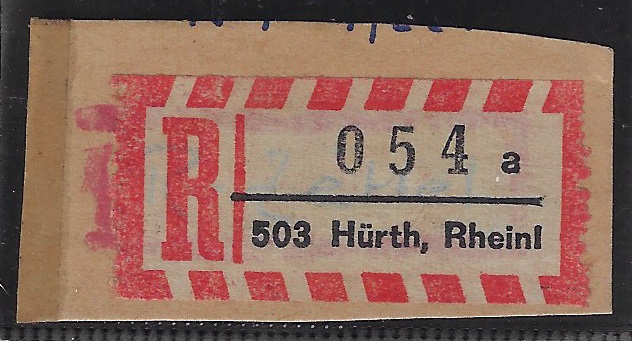 R
054 a
503 Hürth, Rheinl